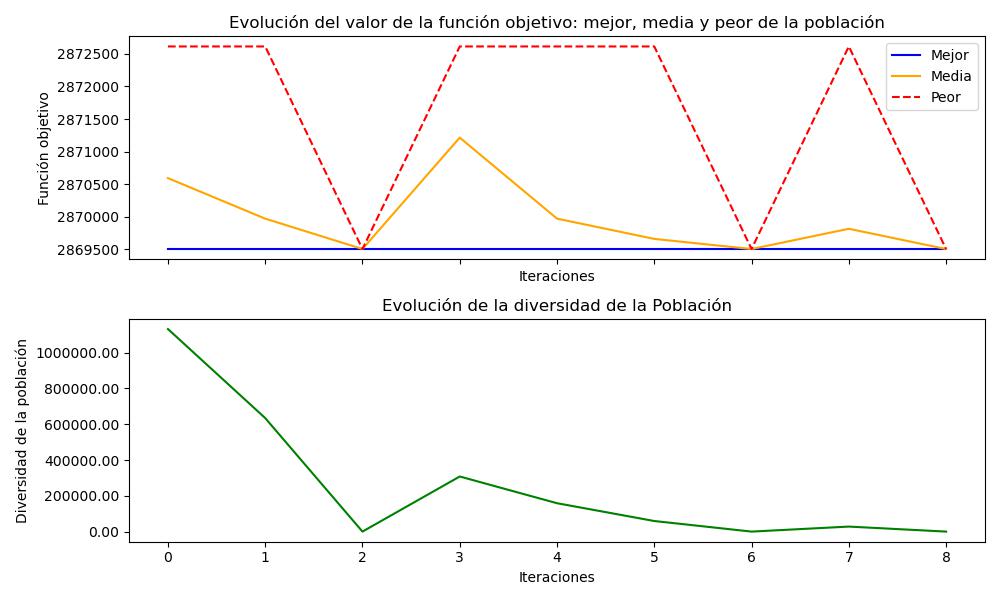 Evolución del valor de la función objetivo: mejor, media y peor de la población
Función objetivo
2872500
2872000
2871500
2871000
2870500
2870000
2869500
Mejor
Media
Peor
Iteraciones
Evolución de la diversidad de la Población
Diversidad de la población
1000000.00
800000.00
600000.00
400000.00
200000.00
0.00
0 1 2 3 4 5 6 7 8
Iteraciones